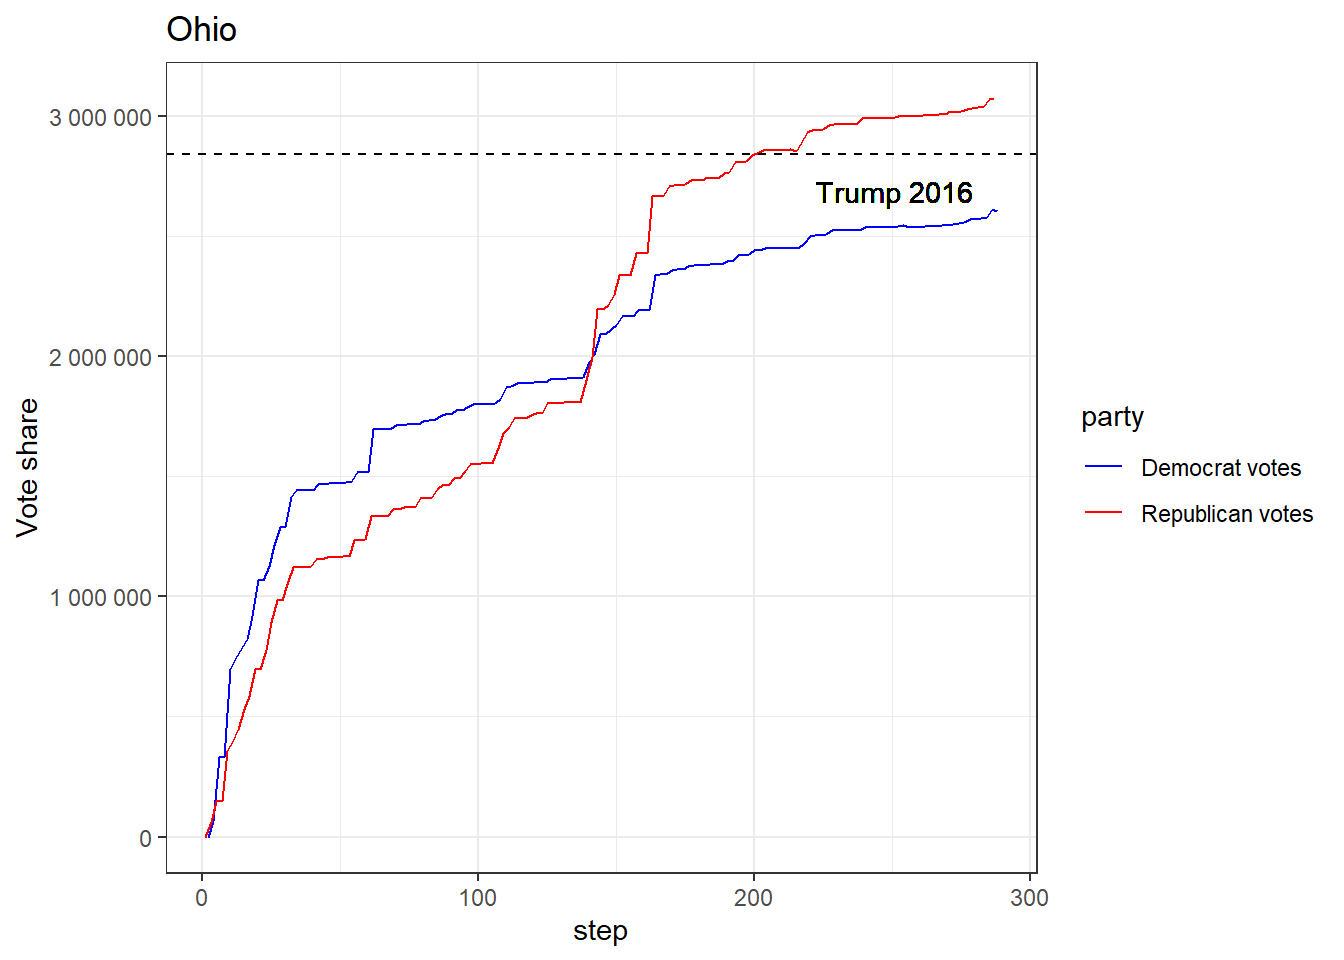 Ohio
3 000 000
2 000 000
1 000 000
0
Vote share
Trump 2016
0
100
200
300
step
party
Democrat votes
Republican votes